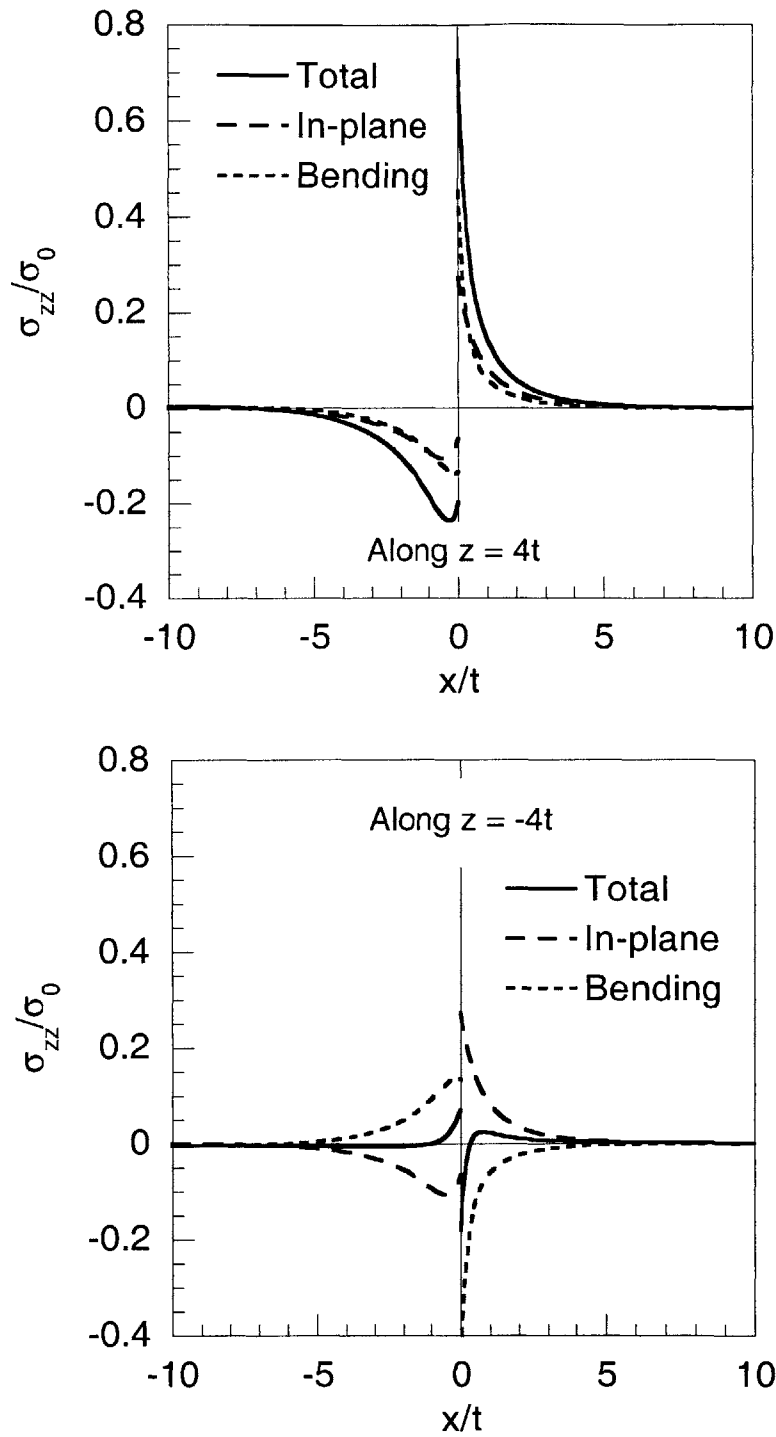 0.8
Total
0.6
In-plane
Bending
0.4
σzz/σ0
0.2
0
-0.2
Along z = 4t
-0.4
-10 -5 0 5 10
x/t
0.8
Along z = -4t
0.6
Total
0.4
In-plane
Bending
σzz/σ0
0.2
0
-0.2
-0.4
-10 -5 0 5 10
x/t